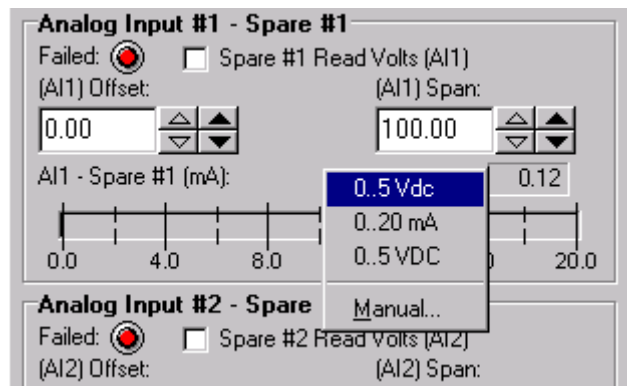 Analog Input #1 - Spare #1
Failed: Spare #1 Read Volts (AI1)
(AI1) Offset: (AI1) Span:
0.00 100.00
AI1 - Spare #1 (mA): 0.12
0..5 Vdc
0..20 mA
0..5 VDC
Manual...
0.0 4.0 8.0 20.0
Analog Input #2 - Spare
Failed: Spare #2 Read Volts (AI2)
(AI2) Offset: (AI2) Span: